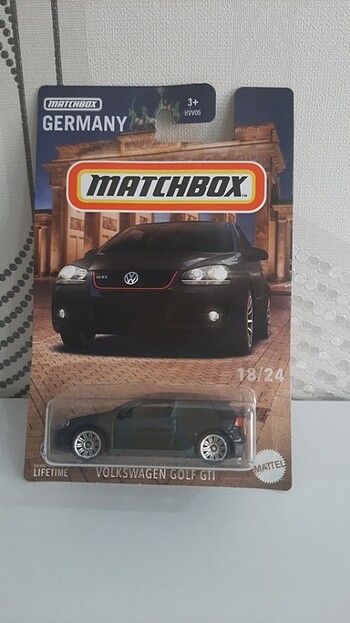 MATCHBOX
GERMANY
3+
HVV05
MATCHBOX
GTI
18/24
LIFETIME
VOLKSWAGEN GOLF GTI
MATTEL